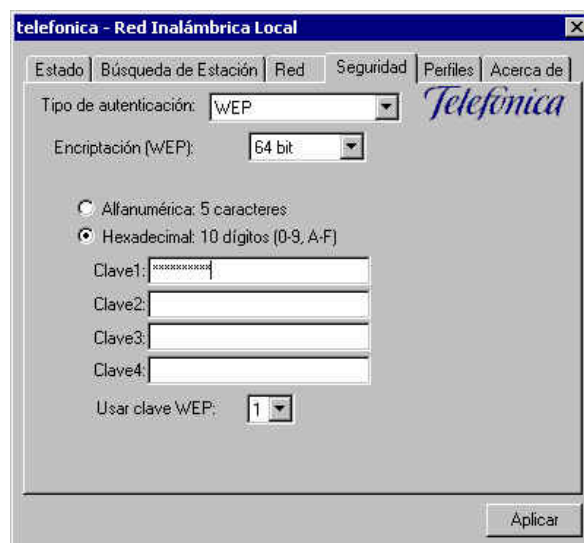 telefonica - Red Inalámbrica Local
Estado Búsqueda de Estación Red Seguridad Perfiles Acerca de
Telefónica
Tipo de autenticación: WEP
Encriptación (WEP): 64 bit
Alfanumérica: 5 caracteres
Hexadecimal: 10 dígitos (0-9, A-F)
Clave1: **********
Clave2:
Clave3:
Clave4:
Usar clave WEP: 1
Aplicar